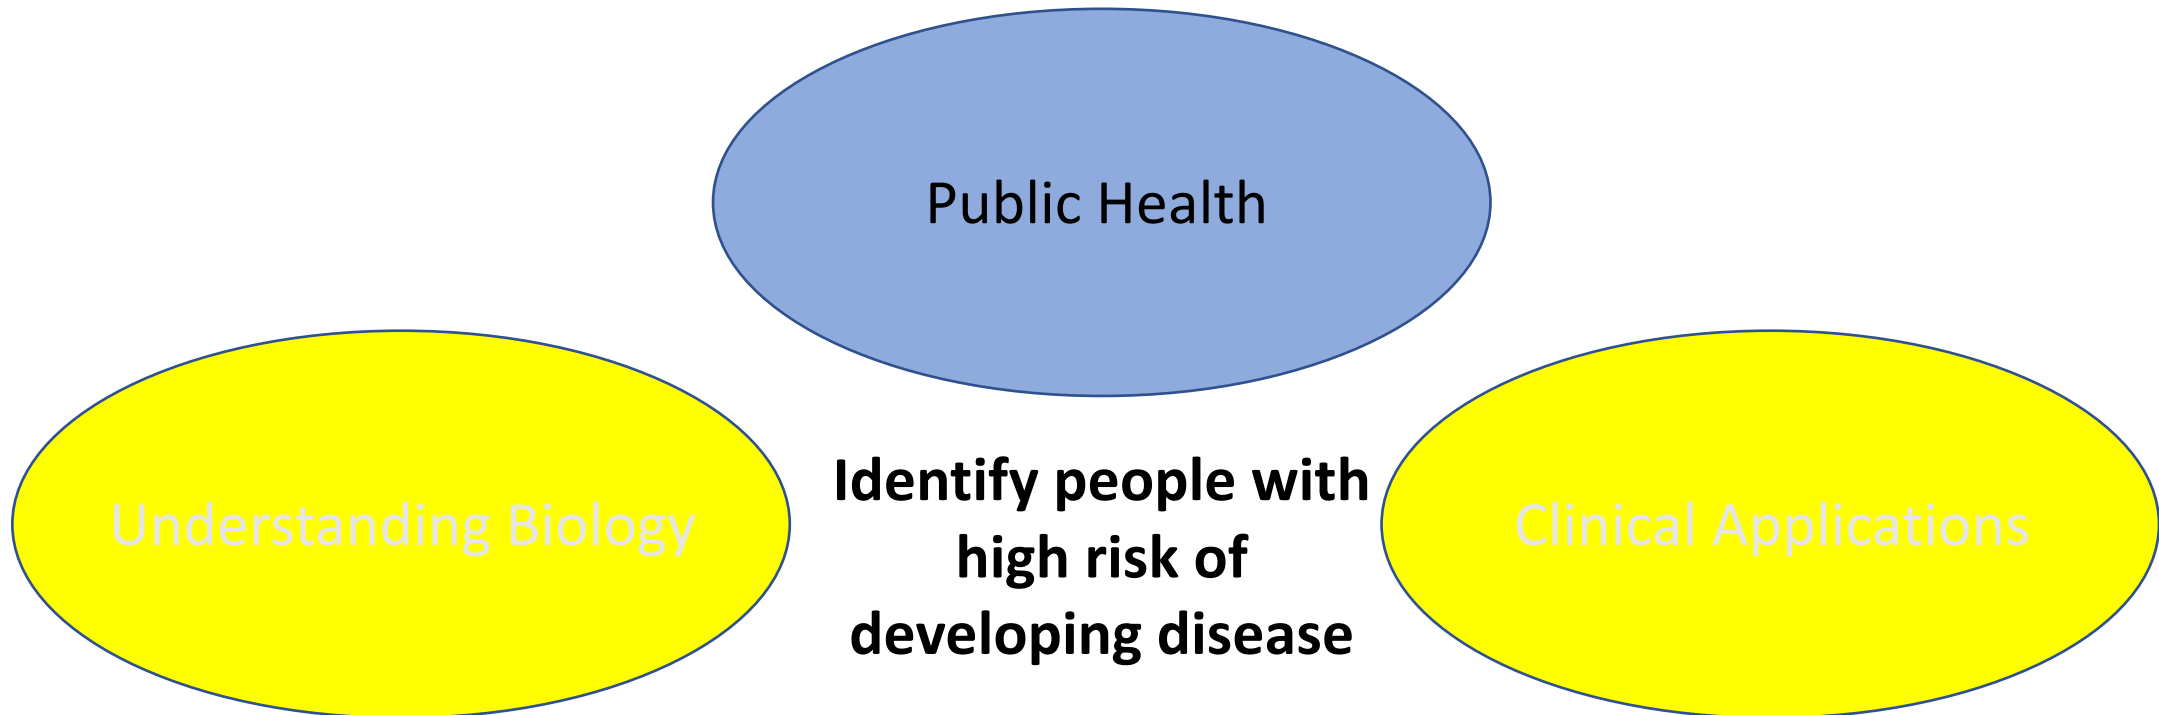 Public Health
Understanding Biology
Identify people with
high risk of
developing disease
Clinical Applications